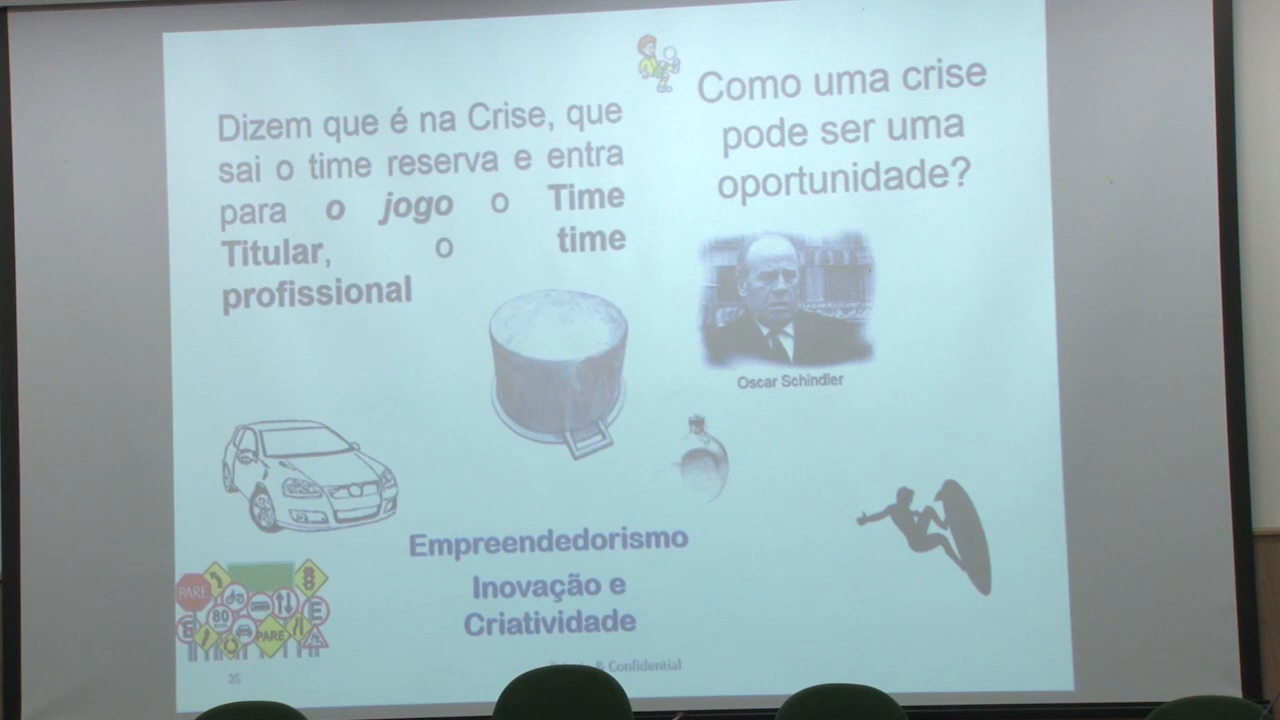 Dizem que é na Crise, que
sai o time reserva e entra
para o jogo o Time
Titular, o time
profissional
Como uma crise
pode ser uma
oportunidade?
Oscar Schindler
Empreendedorismo
Inovação e
Criatividade
PARE
80
E
E
PARE
& Confidential
25